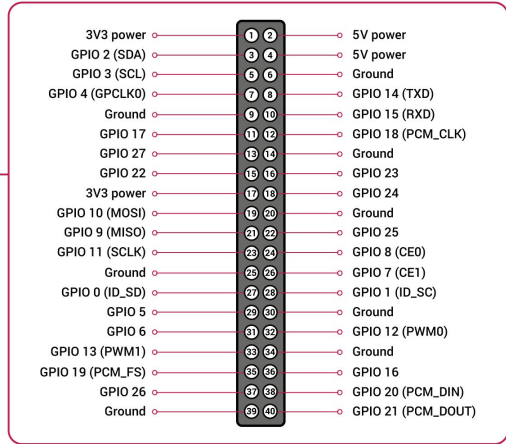 3V3 power 1 2 5V power
GPIO 2 (SDA) 3 4 5V power
GPIO 3 (SCL) 5 6 Ground
GPIO 4 (GPCLK0) 7 8 GPIO 14 (TXD)
Ground 9 10 GPIO 15 (RXD)
GPIO 17 11 12 GPIO 18 (PCM_CLK)
GPIO 27 13 14 Ground
GPIO 22 15 16 GPIO 23
3V3 power 17 18 GPIO 24
GPIO 10 (MOSI) 19 20 Ground
GPIO 9 (MISO) 21 22 GPIO 25
GPIO 11 (SCLK) 23 24 GPIO 8 (CE0)
Ground 25 26 GPIO 7 (CE1)
GPIO 0 (ID_SD) 27 28 GPIO 1 (ID_SC)
GPIO 5 29 30 Ground
GPIO 6 31 32 GPIO 12 (PWM0)
GPIO 13 (PWM1) 33 34 Ground
GPIO 19 (PCM_FS) 35 36 GPIO 16
GPIO 26 37 38 GPIO 20 (PCM_DIN)
Ground 39 40 GPIO 21 (PCM_DOUT)